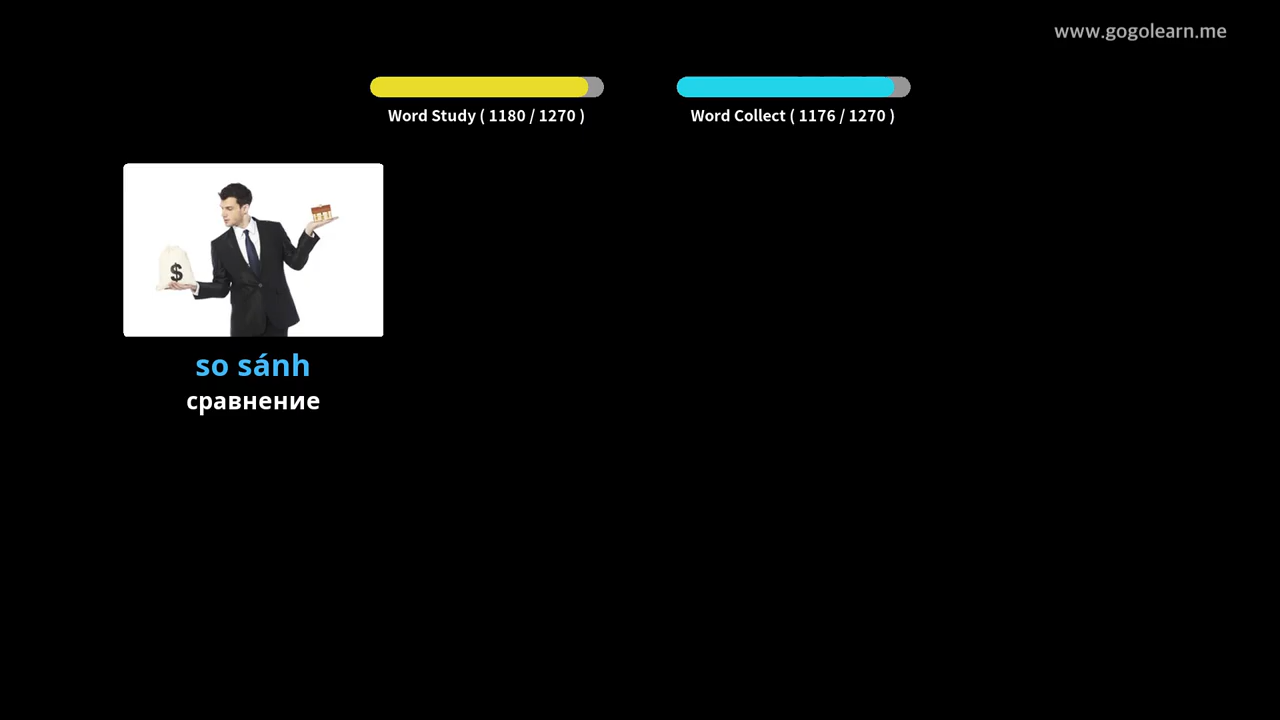 www.gogolearn.me
Word Study ( 1180 / 1270 )
Word Collect ( 1176 / 1270 )
$
so sánh
сравнение